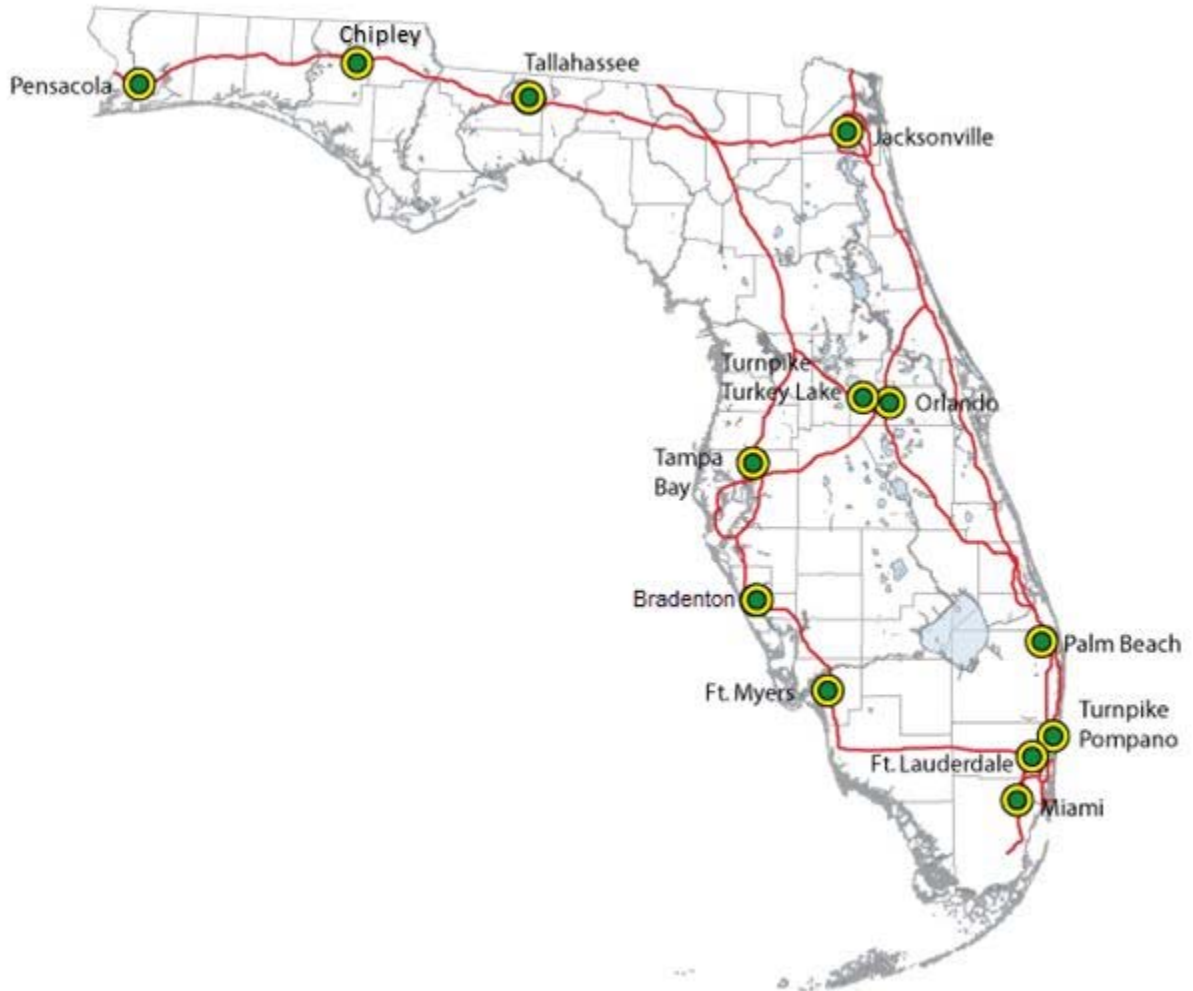 Chipley
Tallahassee
Pensacola
Jacksonville
Turnpike
Turkey Lake
Orlando
Tampa
Bay
Bradenton
Palm Beach
Ft. Myers
Turnpike
Pompano
Ft. Lauderdale
Miami